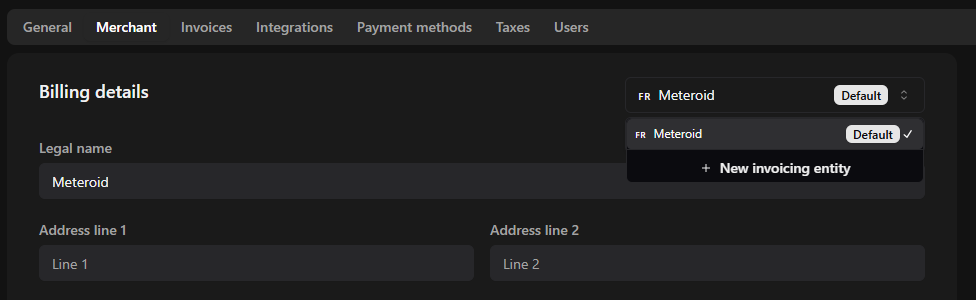 General Merchant Invoices Integrations Payment methods Taxes Users
Billing details
FR Meteroid Default
FR Meteroid Default
+ New invoicing entity
Legal name
Meteroid
Address line 1 Address line 2
Line 1 Line 2